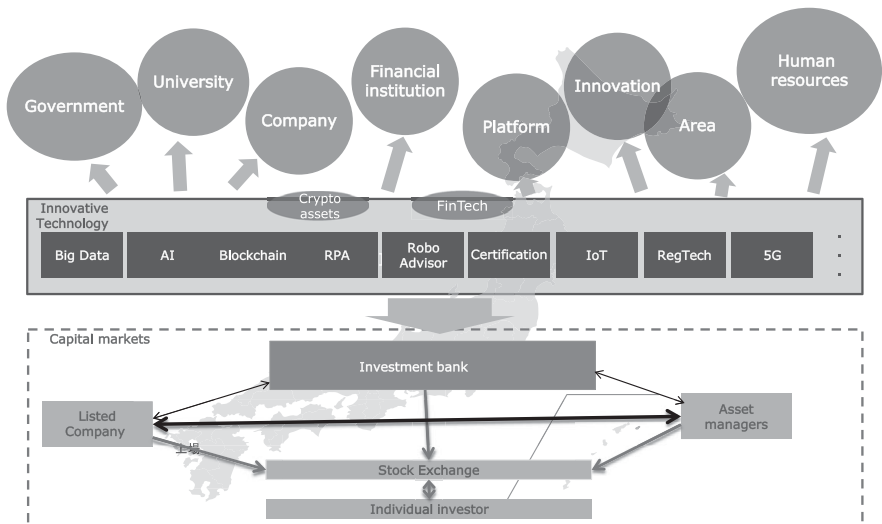 Government
University
Company
Financial
institution
Platform
Innovation
Area
Human
resources
Innovative
Technology
Crypto
assets
FinTech
Big Data
AI
Blockchain
RPA
Robo
Advisor
Certification
IoT
RegTech
5G
Capital markets
Investment bank
Listed
Company
Asset
managers
上場
Stock Exchange
Individual investor